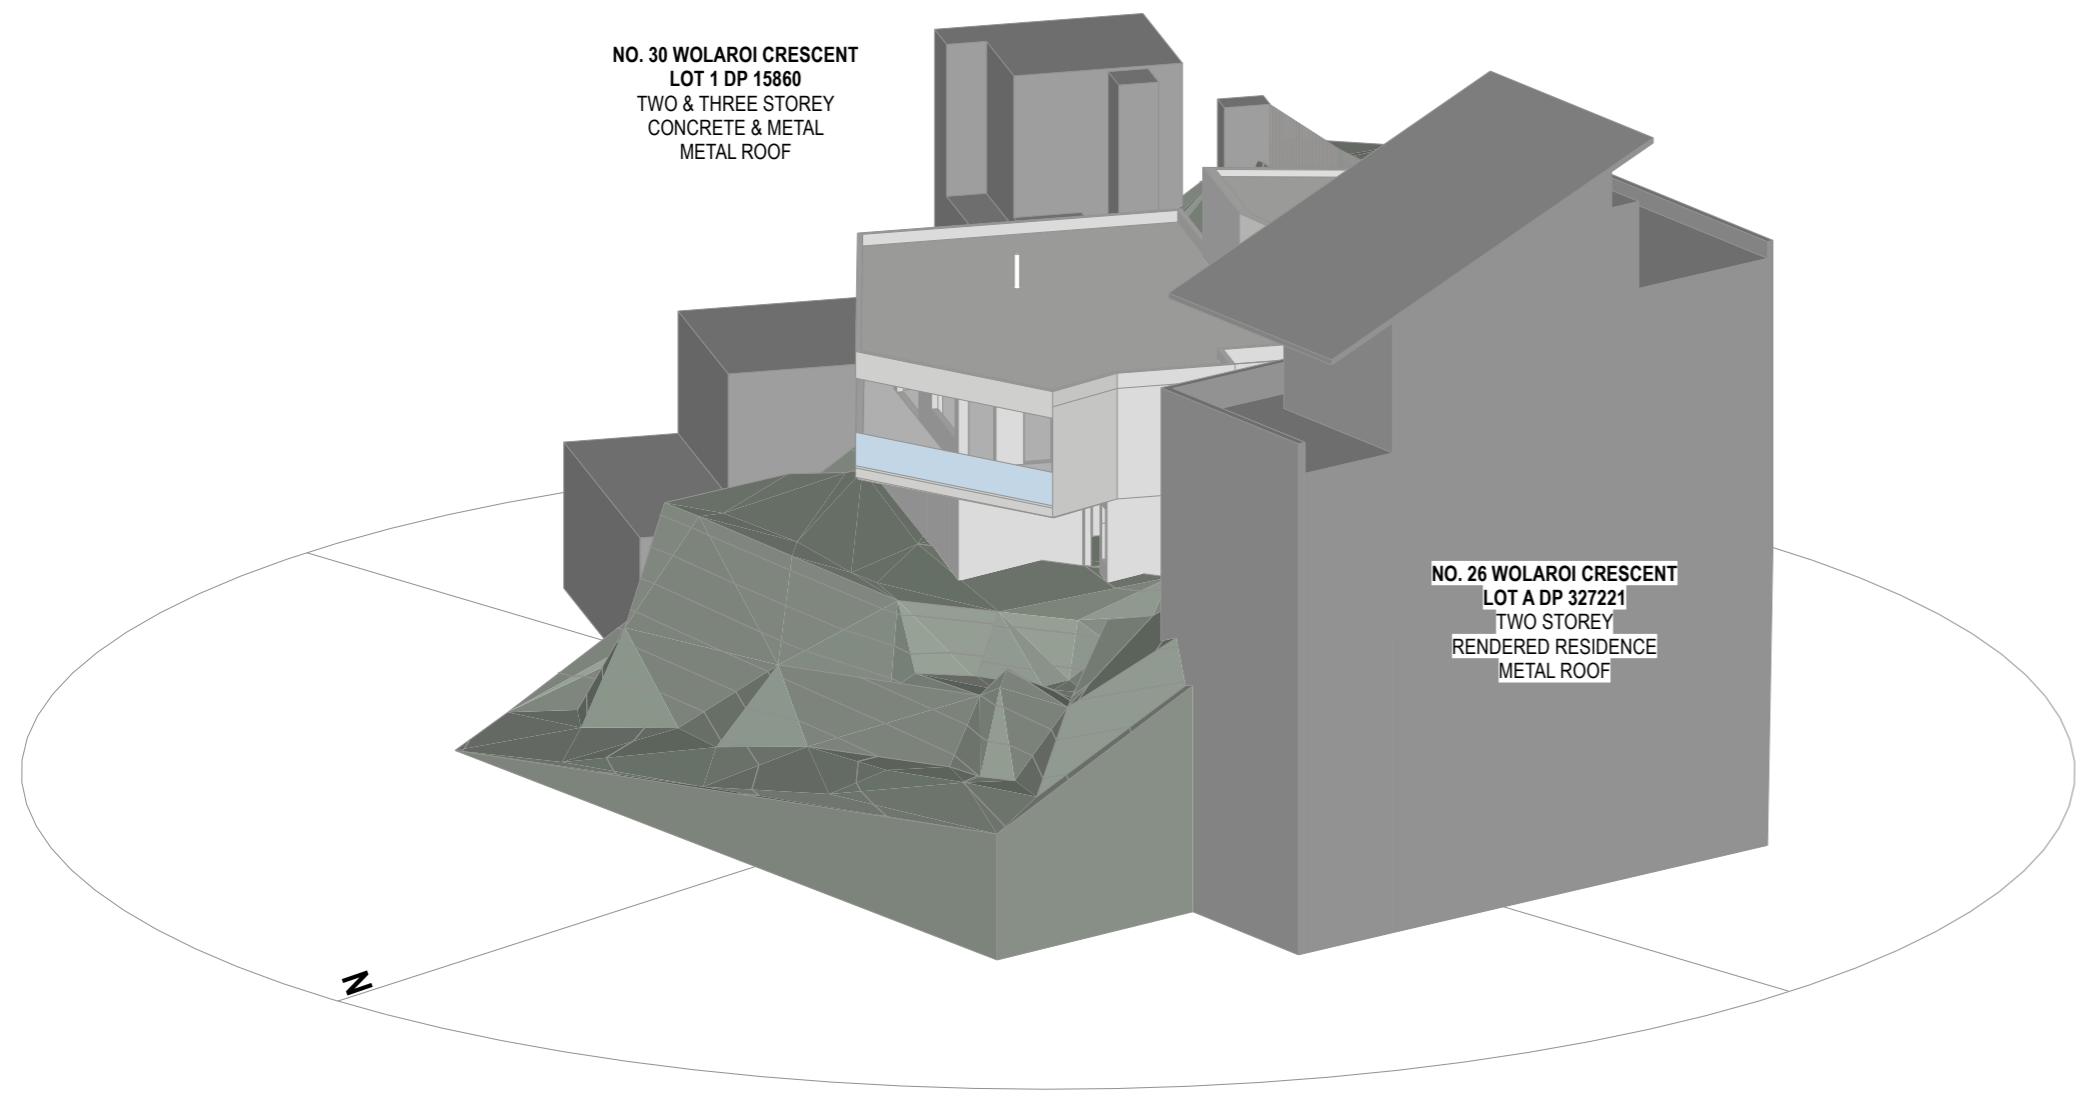 NO. 30 WOLAROI CRESCENT
LOT 1 DP 15860
TWO & THREE STOREY
CONCRETE & METAL
METAL ROOF
NO. 26 WOLAROI CRESCENT
LOT A DP 327221
TWO STOREY
RENDERED RESIDENCE
METAL ROOF
N